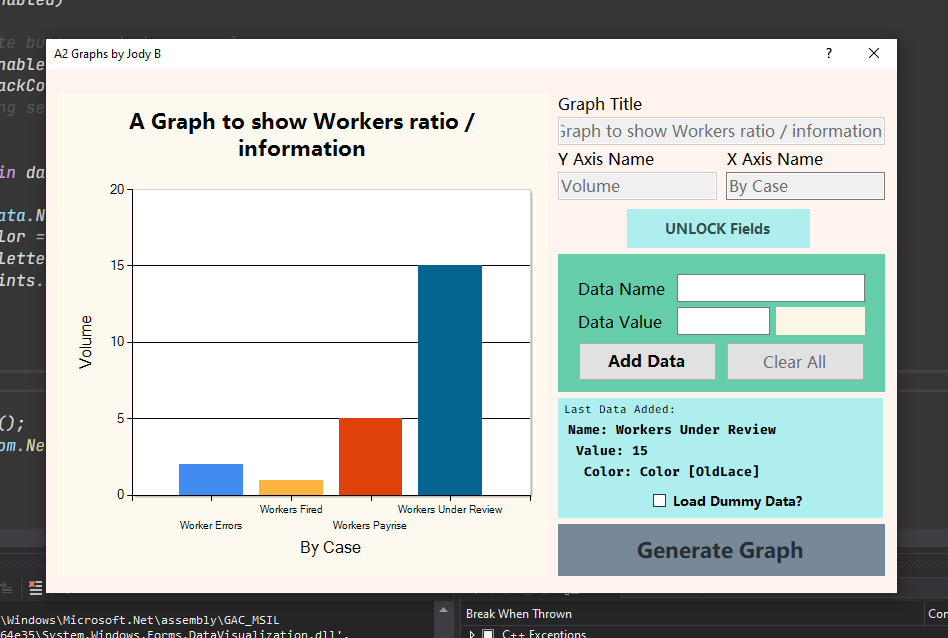 nabled)
te bu
nable
ackCo
ng se
in da
ata.N
lor =
lette
ints.
();
om.Ne
A2 Graphs by Jody B
?
A Graph to show Workers ratio /
information
20
15
10
5
0
Volume
Workers Fired
Workers Under Review
Worker Errors
Workers Payrise
By Case
Graph Title
Graph to show Workers ratio / information
Y Axis Name X Axis Name
Volume By Case
UNLOCK Fields
Data Name
Data Value
Add Data Clear All
Last Data Added:
Name: Workers Under Review
Value: 15
Color: Color [OldLace]
Load Dummy Data?
Generate Graph
\Windows\Microsoft.Net\assembly\GAC_MSIL
64e35\System.Windows.Forms.DataVisualization.dll'.
Break When Thrown
Con
C++ Exceptions